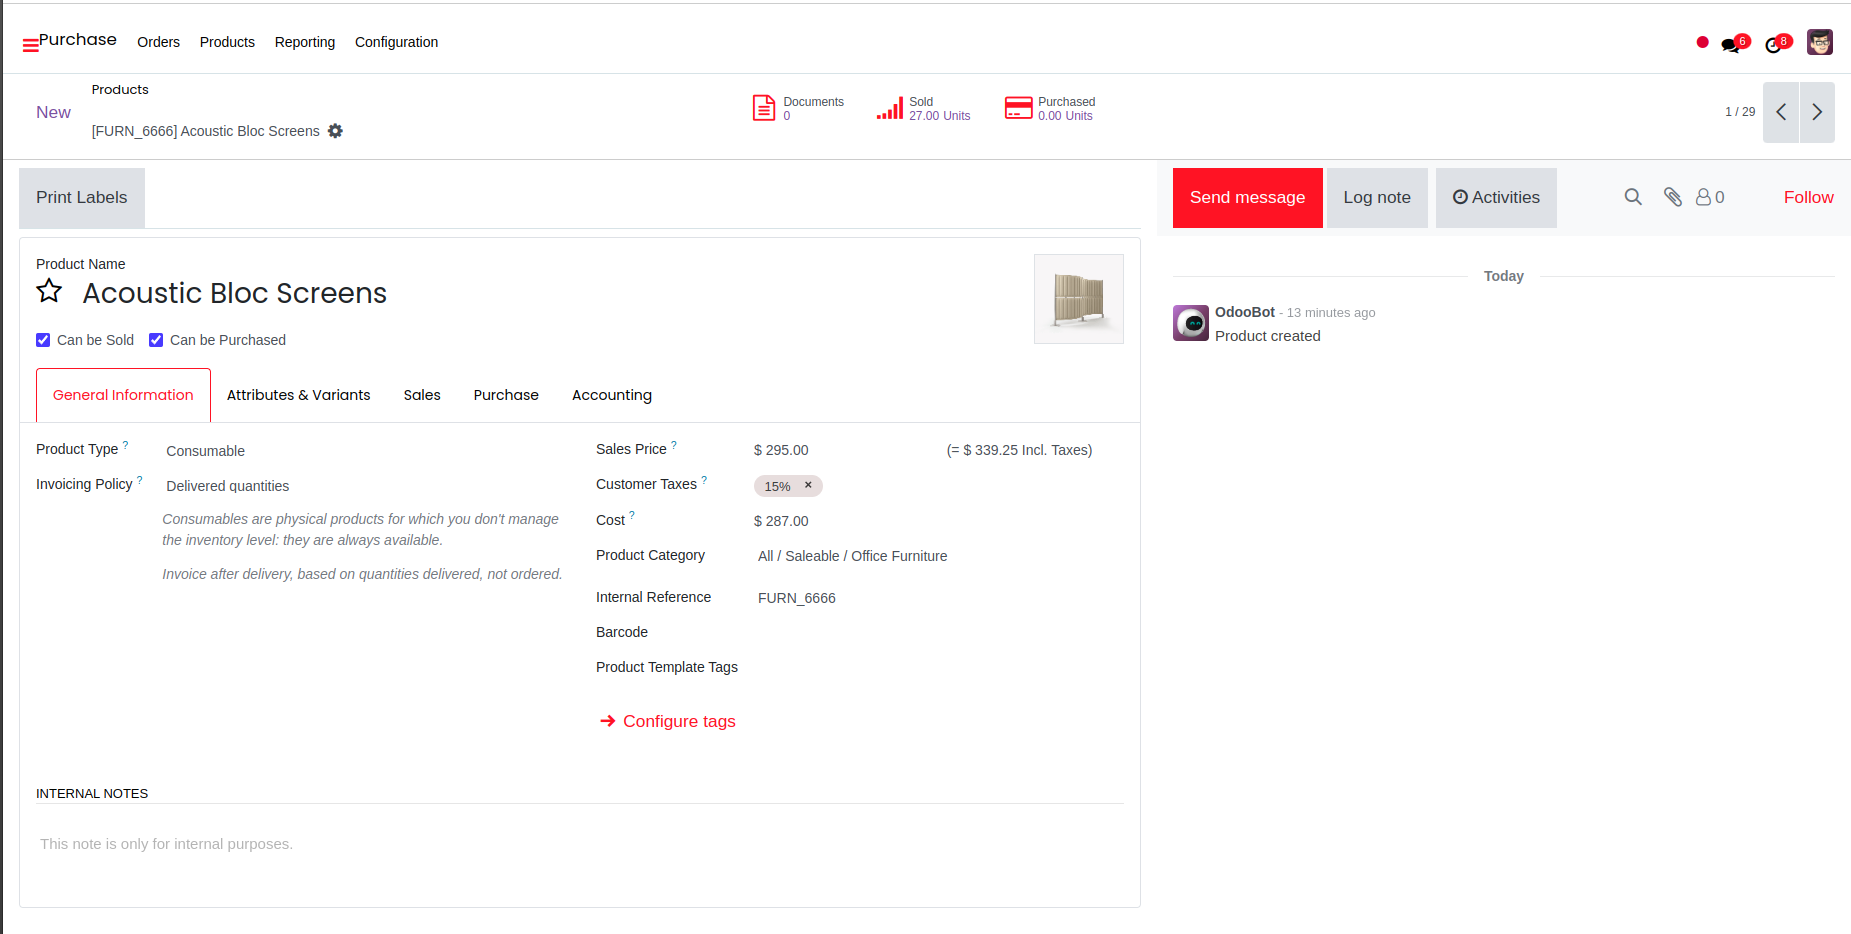 Purchase Orders Products Reporting Configuration
6 8
New
Products
[FURN_6666] Acoustic Bloc Screens
Documents
0
Sold
27.00 Units
Purchased
0.00 Units
1 / 29
Print Labels
Send message Log note Activities 0 Follow
Product Name
Acoustic Bloc Screens
Can be Sold Can be Purchased
General Information Attributes & Variants Sales Purchase Accounting
Product Type ? Consumable
Invoicing Policy ? Delivered quantities
Consumables are physical products for which you don't manage
the inventory level: they are always available.
Invoice after delivery, based on quantities delivered, not ordered.
Sales Price ? $ 295.00 (= $ 339.25 Incl. Taxes)
Customer Taxes ? 15% ×
Cost ? $ 287.00
Product Category All / Saleable / Office Furniture
Internal Reference FURN_6666
Barcode
Product Template Tags
Configure tags
INTERNAL NOTES
This note is only for internal purposes.
Today
OdooBot - 13 minutes ago
Product created